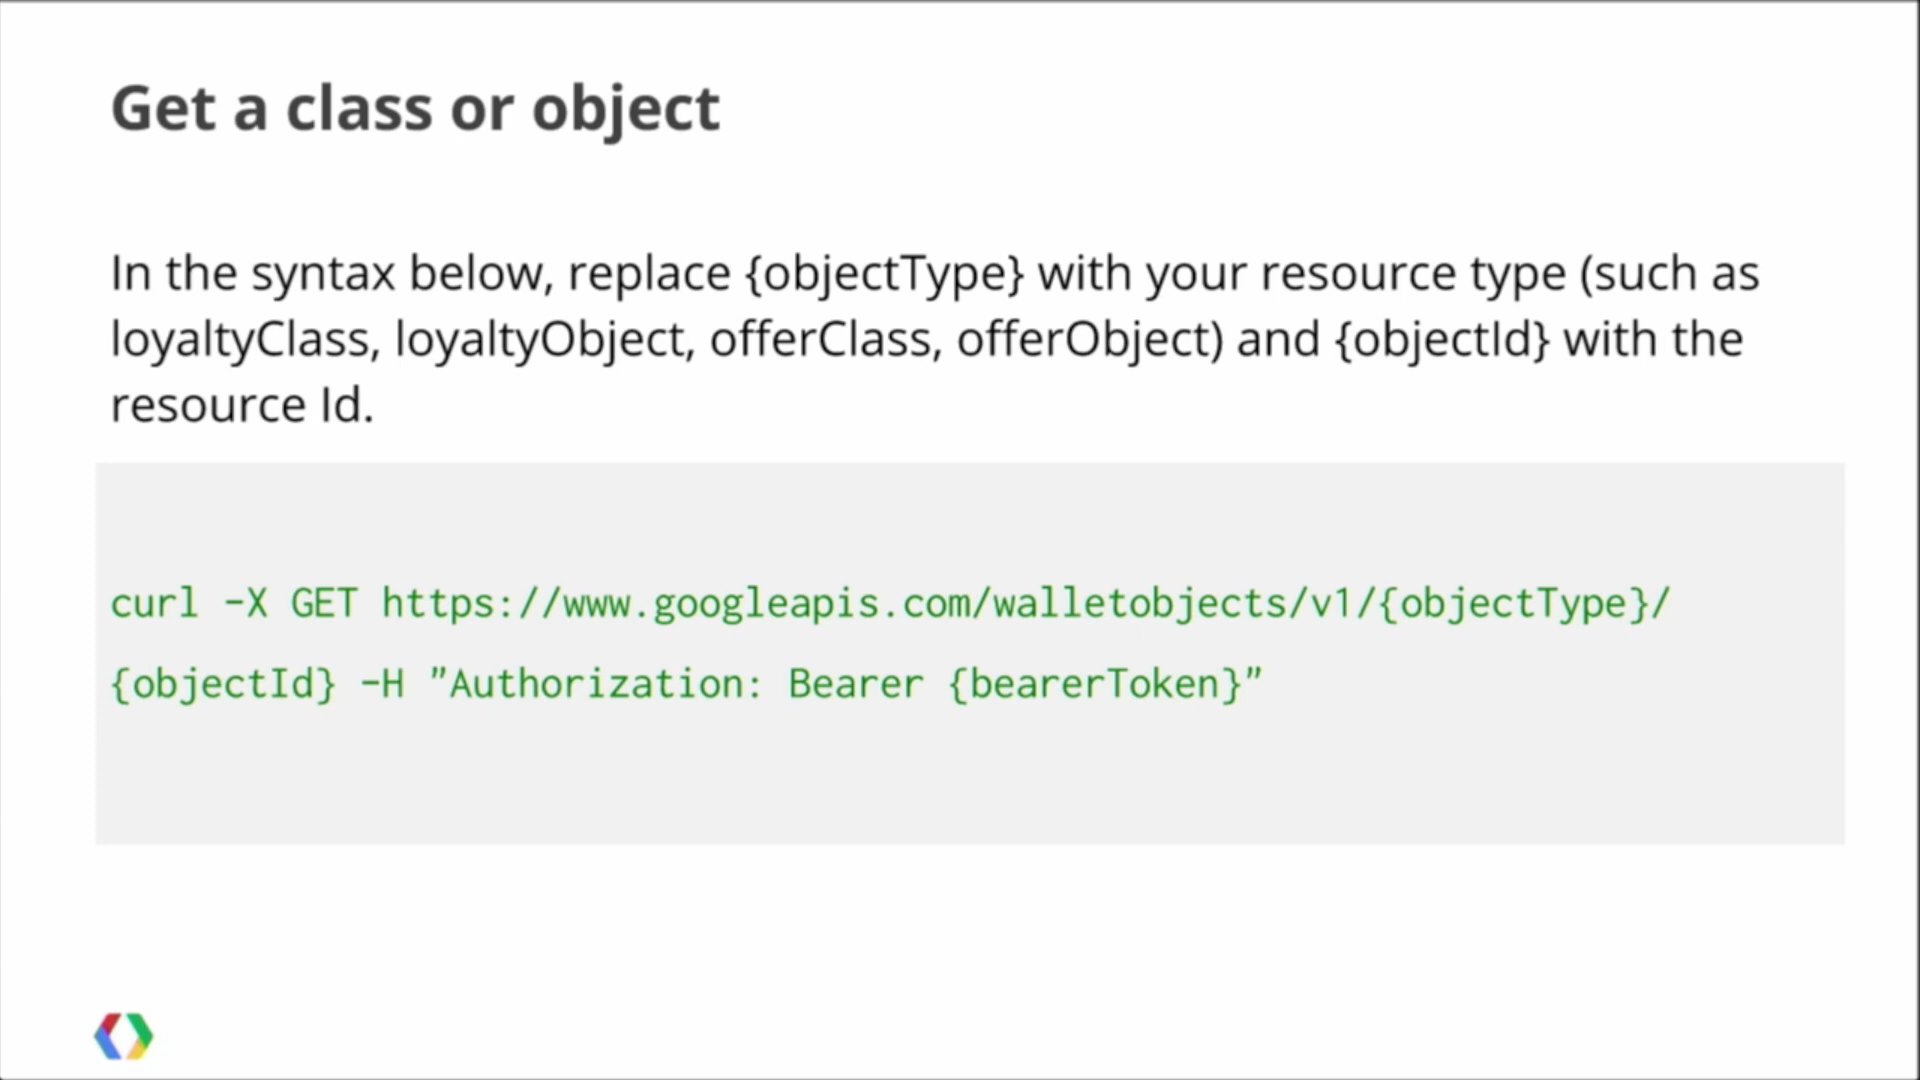 Get a class or object
In the syntax below, replace {objectType} with your resource type (such as
loyaltyClass, loyaltyObject, offerClass, offerObject) and {objectId} with the
resource Id.
curl -X GET https://www.googleapis.com/walletobjects/v1/{objectType}/
{objectId} -H "Authorization: Bearer {bearerToken}"